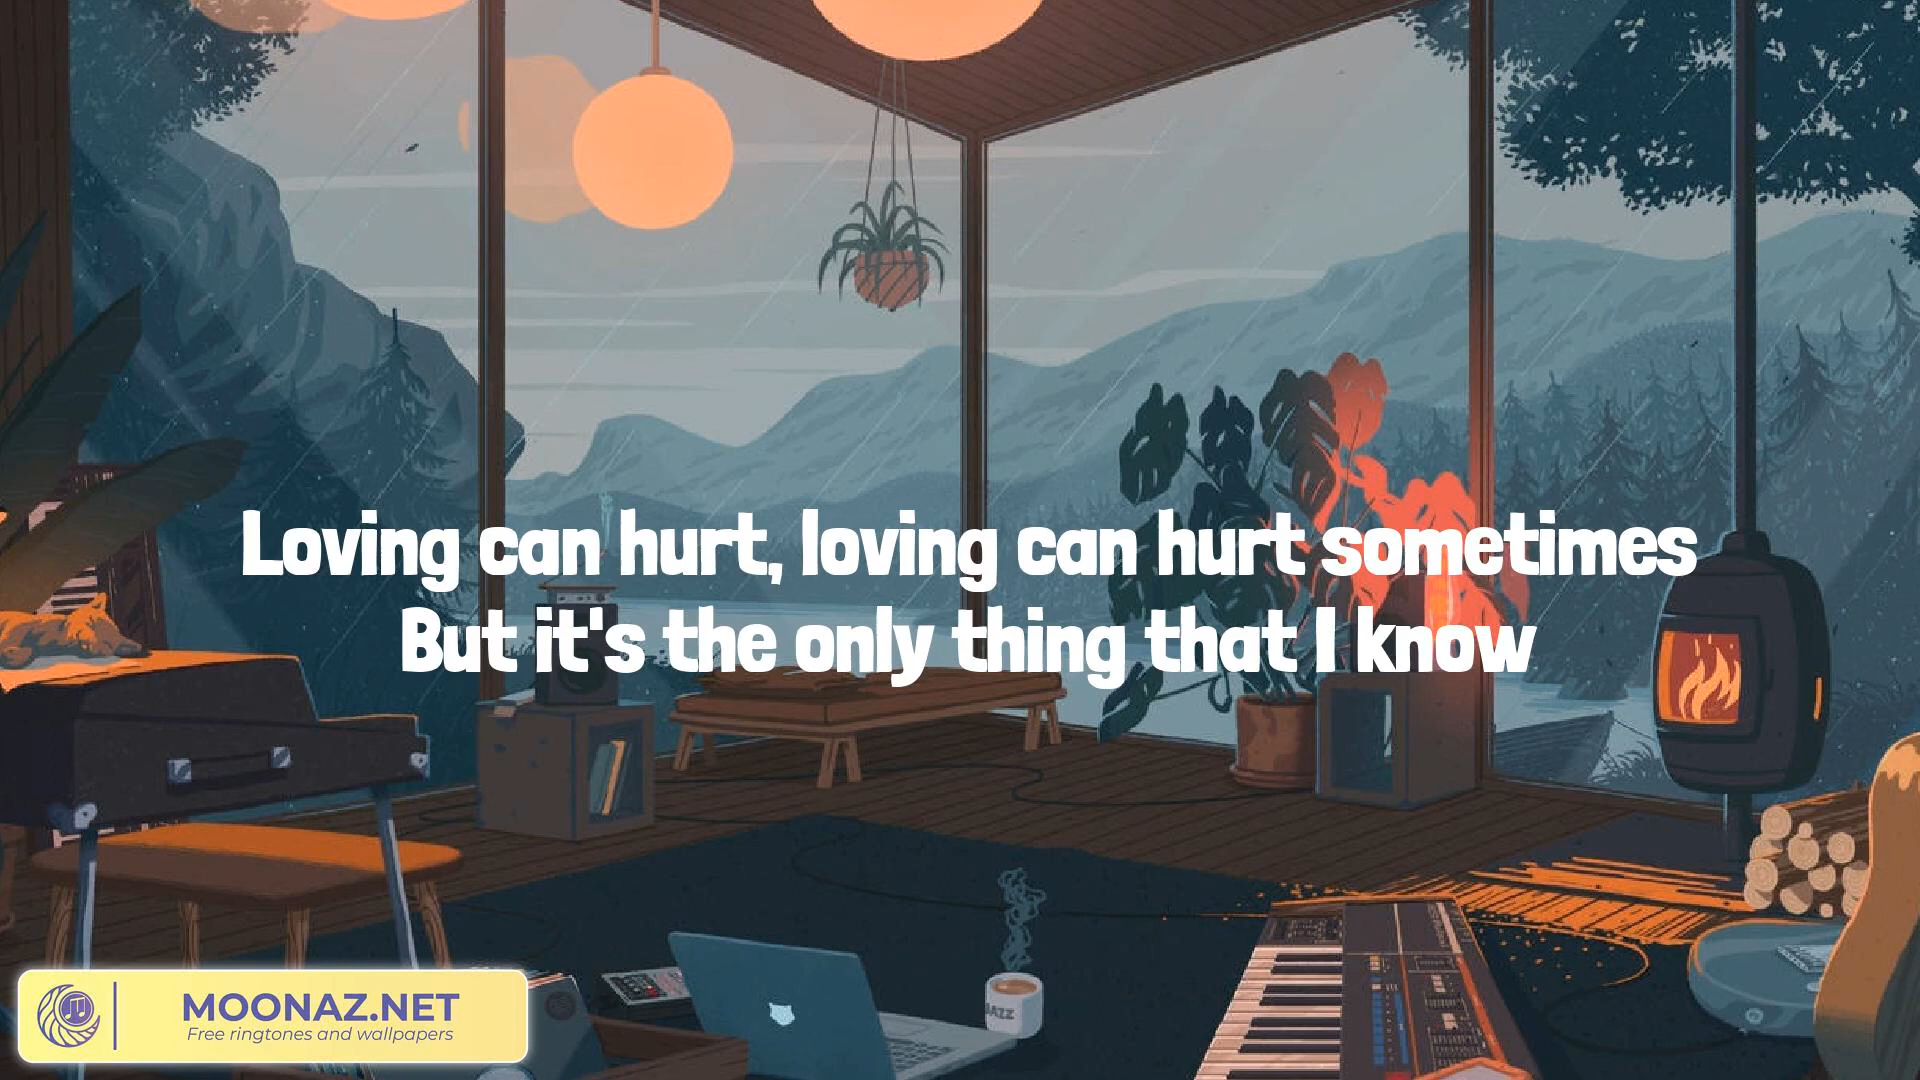 Loving can hurt, loving can hurt sometimes
But it's the only thing that I know
JAZZ
MOONAZ.NET
Free ringtones and wallpapers